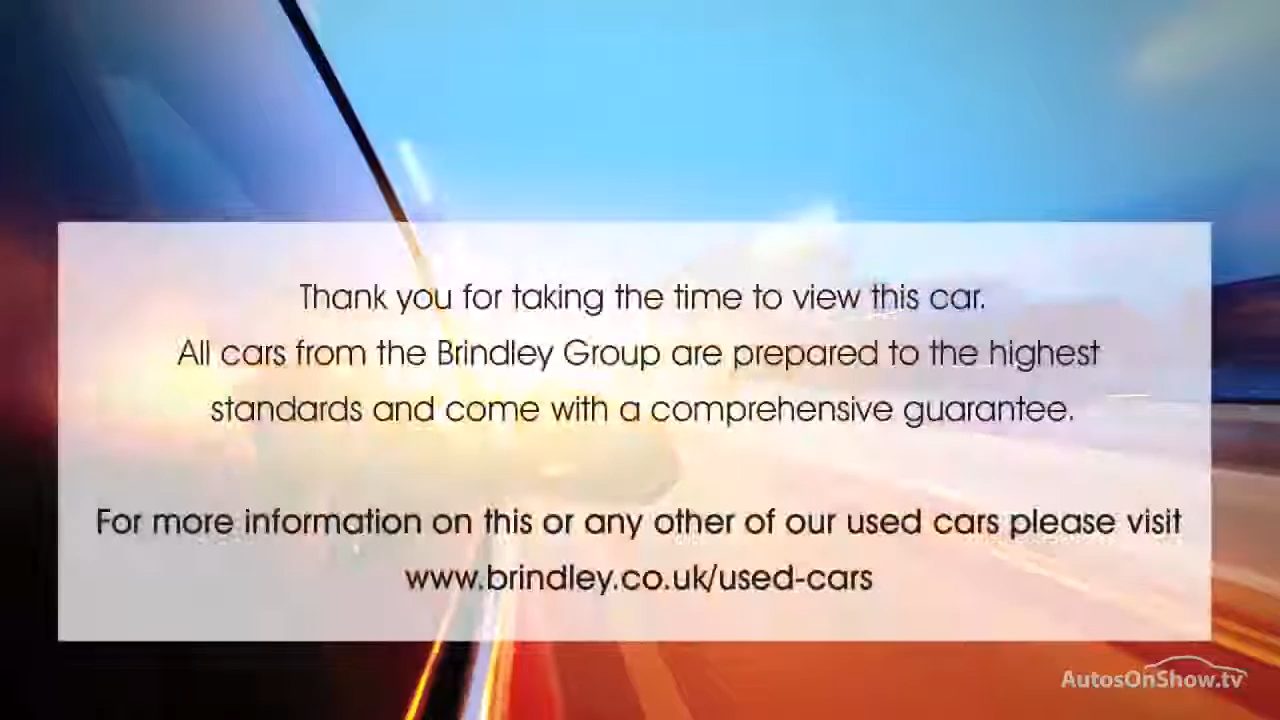 Thank you for taking the time to view this car.
All cars from the Brindley Group are prepared to the highest
standards and come with a comprehensive guarantee.
For more information on this or any other of our used cars please visit
www.brindley.co.uk/used-cars
AutosOnShow.tv